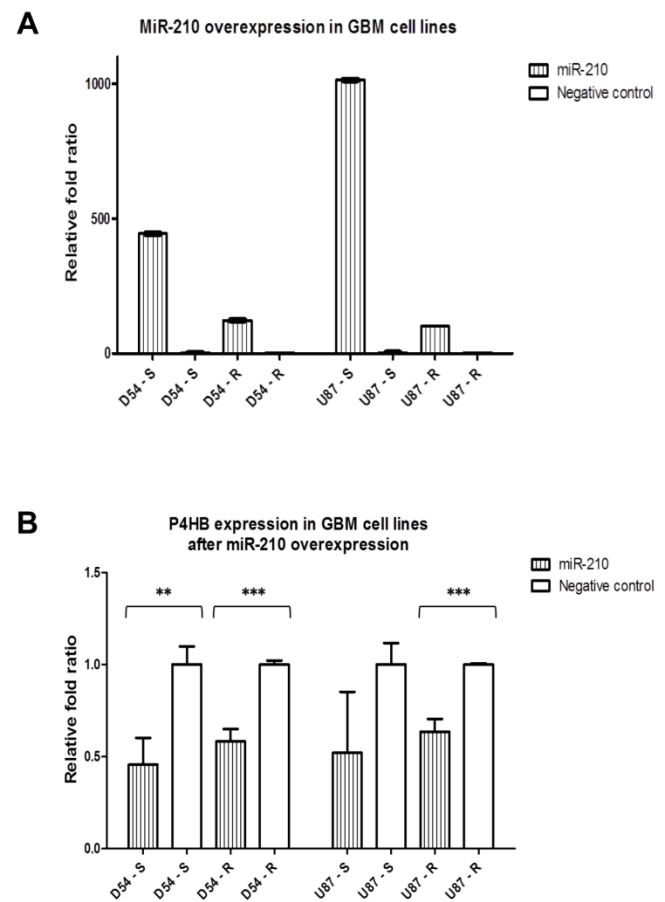 A
MiR-210 overexpression in GBM cell lines
miR-210
Negative control
Relative fold ratio
1000
500
0
D54 - S
D54 - S
D54 - R
D54 - R
U87 - S
U87 - S
U87 - R
U87 - R
B
P4HB expression in GBM cell lines
after miR-210 overexpression
miR-210
Negative control
Relative fold ratio
1.5
1.0
0.5
0.0
**
***
***
D54 - S
D54 - S
D54 - R
D54 - R
U87 - S
U87 - S
U87 - R
U87 - R